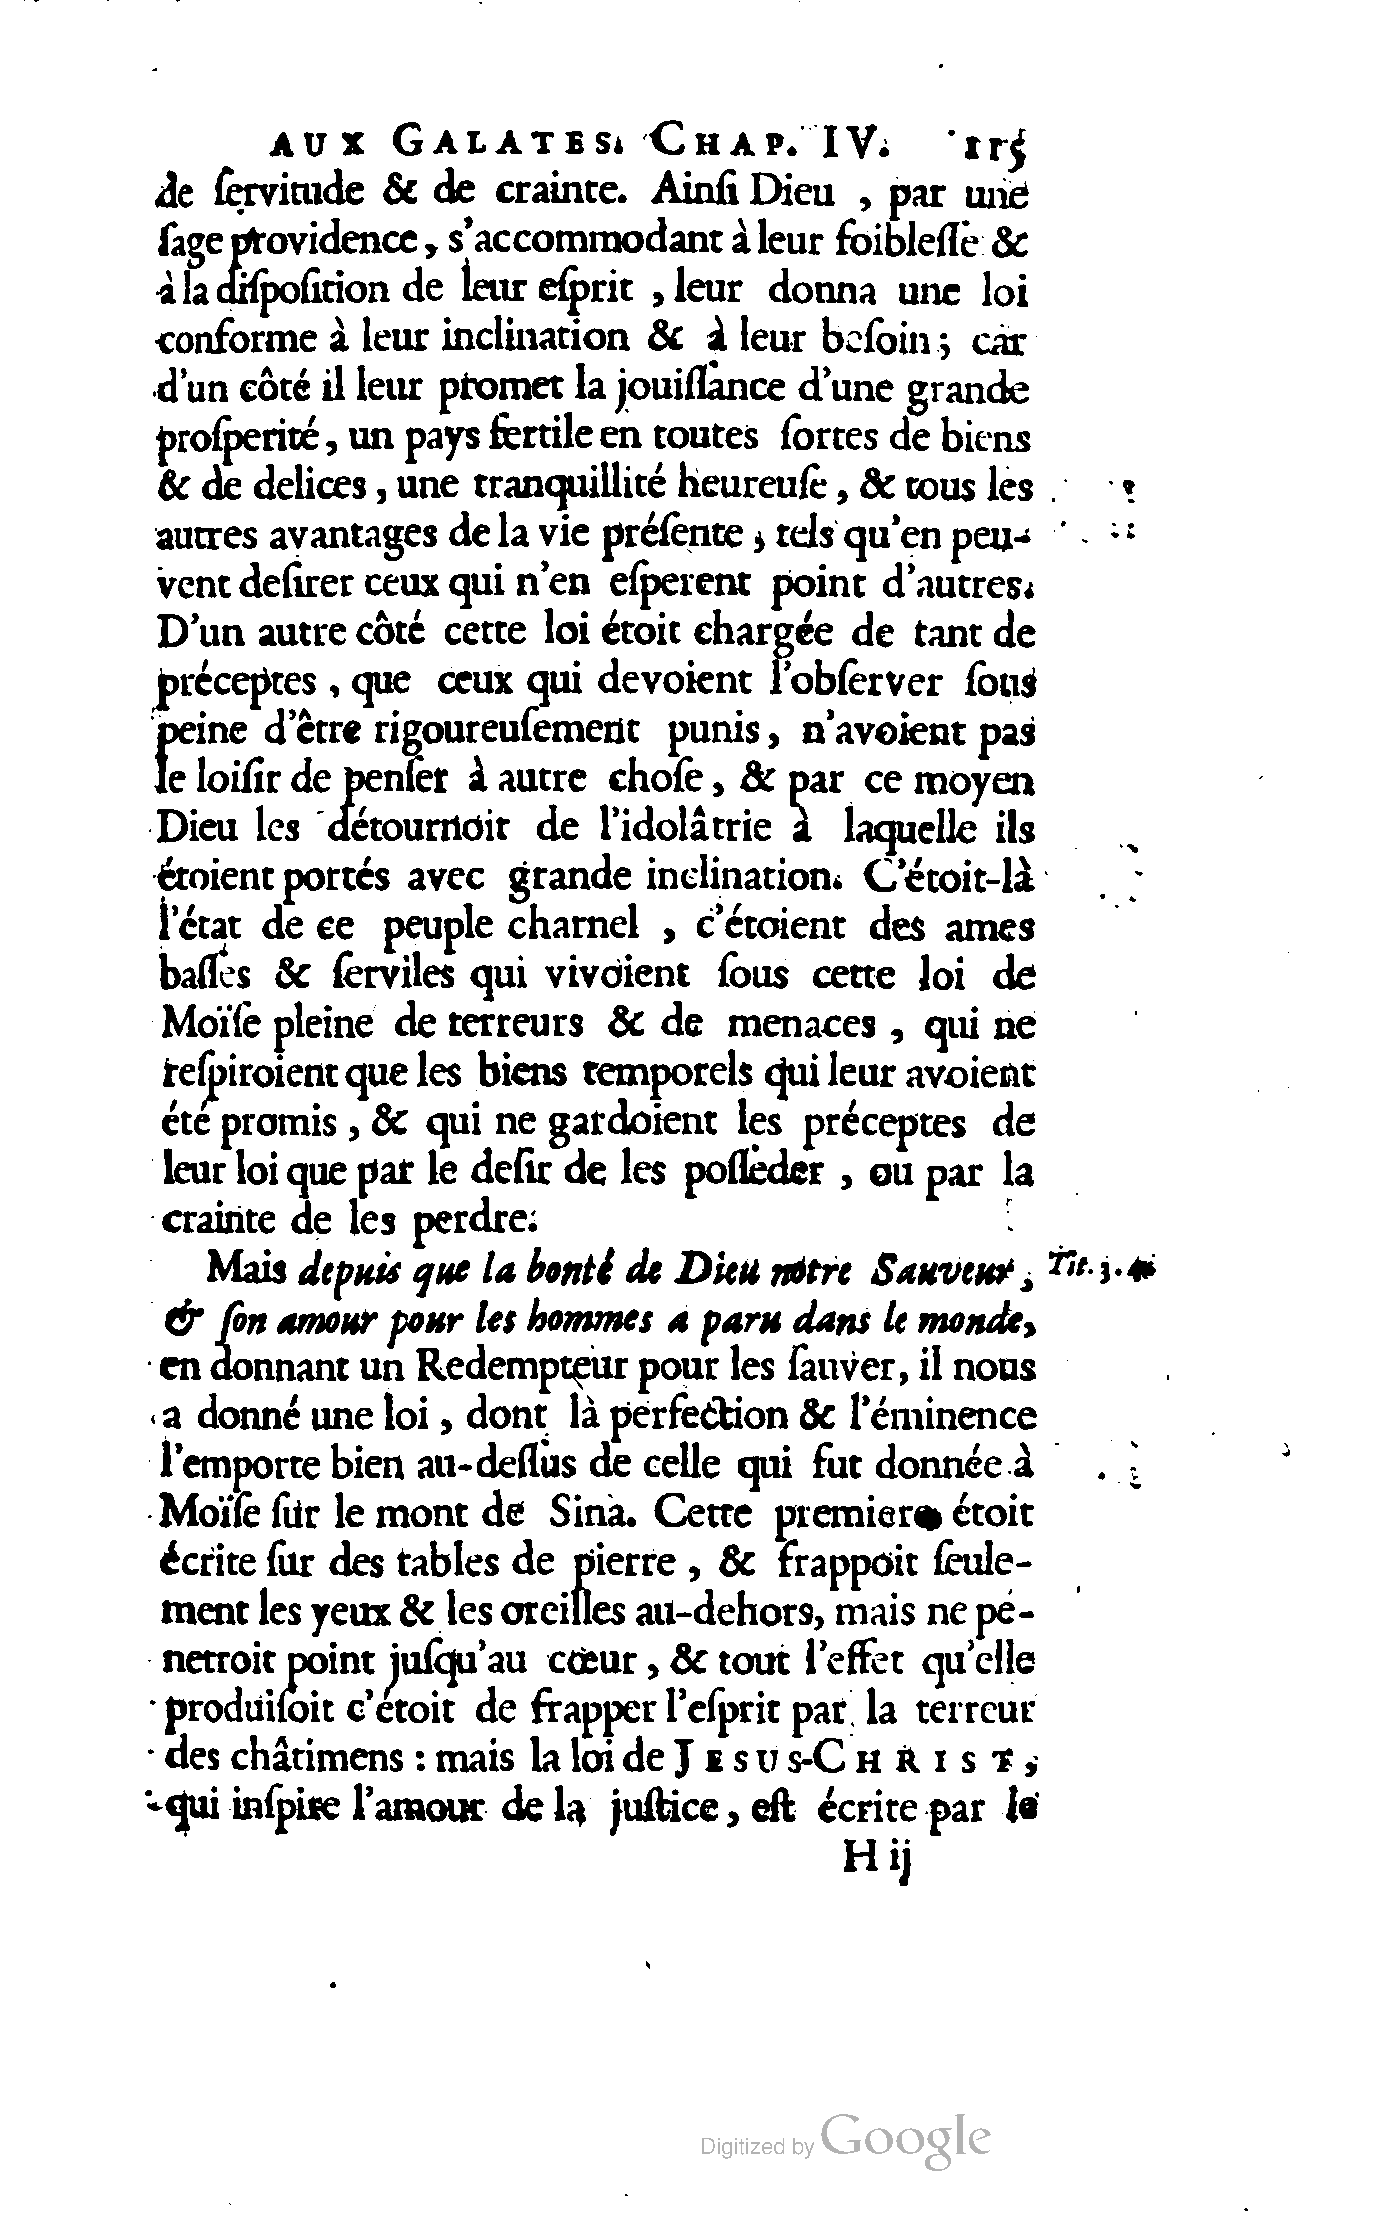 AUX GALATES. CHAP. IV. 115
de ſervitude & de crainte. Ainſi Dieu, par une
ſage providence, s'accommodant à leur foibleſſe &
à la diſpoſition de leur eſprit, leur donna une loi
conforme à leur inclination & à leur beſoin; car
d'un côté il leur promet la jouiſſance d'une grande
proſperité, un pays fertile en toutes ſortes de biens
& de delices, une tranquillité heureuſe, & tous les
autres avantages de la vie préſente, tels qu'en peu-
vent deſirer ceux qui n'en eſperent point d'autres.
D'un autre côté cette loi étoit chargée de tant de
préceptes, que ceux qui devoient l'obſerver ſous
peine d'être rigoureuſement punis, n'avoient pas
le loiſir de penſer à autre choſe, & par ce moyen
Dieu les détournoit de l'idolâtrie à laquelle ils
étoient portés avec grande inclination. C'étoit-là
l'état de ce peuple charnel, c'étoient des ames
baſſes & ſerviles qui vivoient ſous cette loi de
Moïſe pleine de terreurs & de menaces, qui ne
reſpiroient que les biens temporels qui leur avoient
été promis, & qui ne gardoient les préceptes de
leur loi que par le deſir de les poſſeder, ou par la
crainte de les perdre.
Mais depuis que la bonté de Dieu nôtre Sauveur, Tit. 3. 4.
& ſon amour pour les hommes a paru dans le monde,
en donnant un Redempteur pour les ſauver, il nous
a donné une loi, dont la perfection & l'éminence
l'emporte bien au-deſſus de celle qui fut donnée à
Moïſe ſur le mont de Sina. Cette premiere étoit
écrite ſur des tables de pierre, & frappoit ſeule-
ment les yeux & les oreilles au-dehors, mais ne pé-
netroit point juſqu'au cœur, & tout l'effet qu'elle
produiſoit c'étoit de frapper l'eſprit par la terreur
des châtimens : mais la loi de JESUS-CHRIST,
qui inſpire l'amour de la juſtice, eſt écrite par le
H ij
Digitized by Google